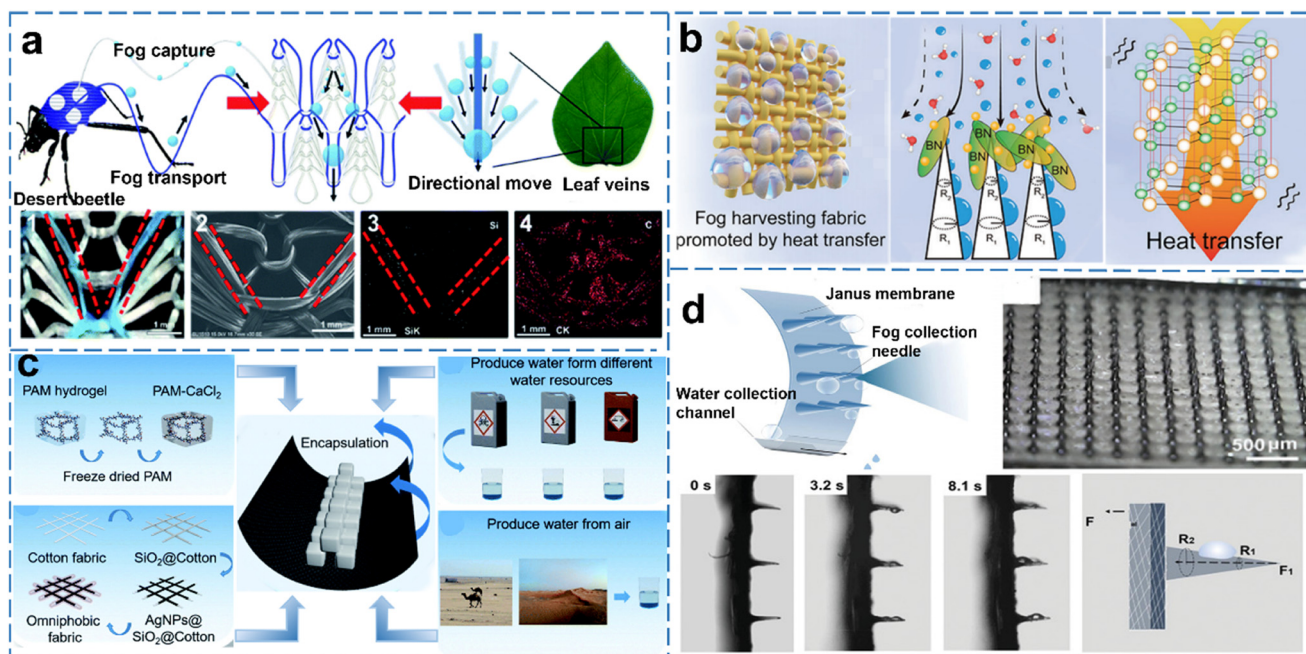 a
Fog capture
Fog transport
Desert beetle
Directional move
Leaf veins
1
1 mm
2
1 mm
3
Si
1 mm
SiK
4
C
1 mm
CK
b
Fog harvesting fabric
promoted by heat transfer
BN
BN
BN
R₂
R₂
R₂
R₁
R₁
R₁
Heat transfer
c
PAM hydrogel
PAM-CaCl₂
Freeze dried PAM
Cotton fabric
SiO₂@Cotton
Omniphobic
fabric
AgNPs@
SiO₂@Cotton
Encapsulation
Produce water form different
water resources
Produce water from air
d
Janus membrane
Fog collection
needle
Water collection
channel
500 μm
0 s
3.2 s
8.1 s
F
R₂
R₁
F₁